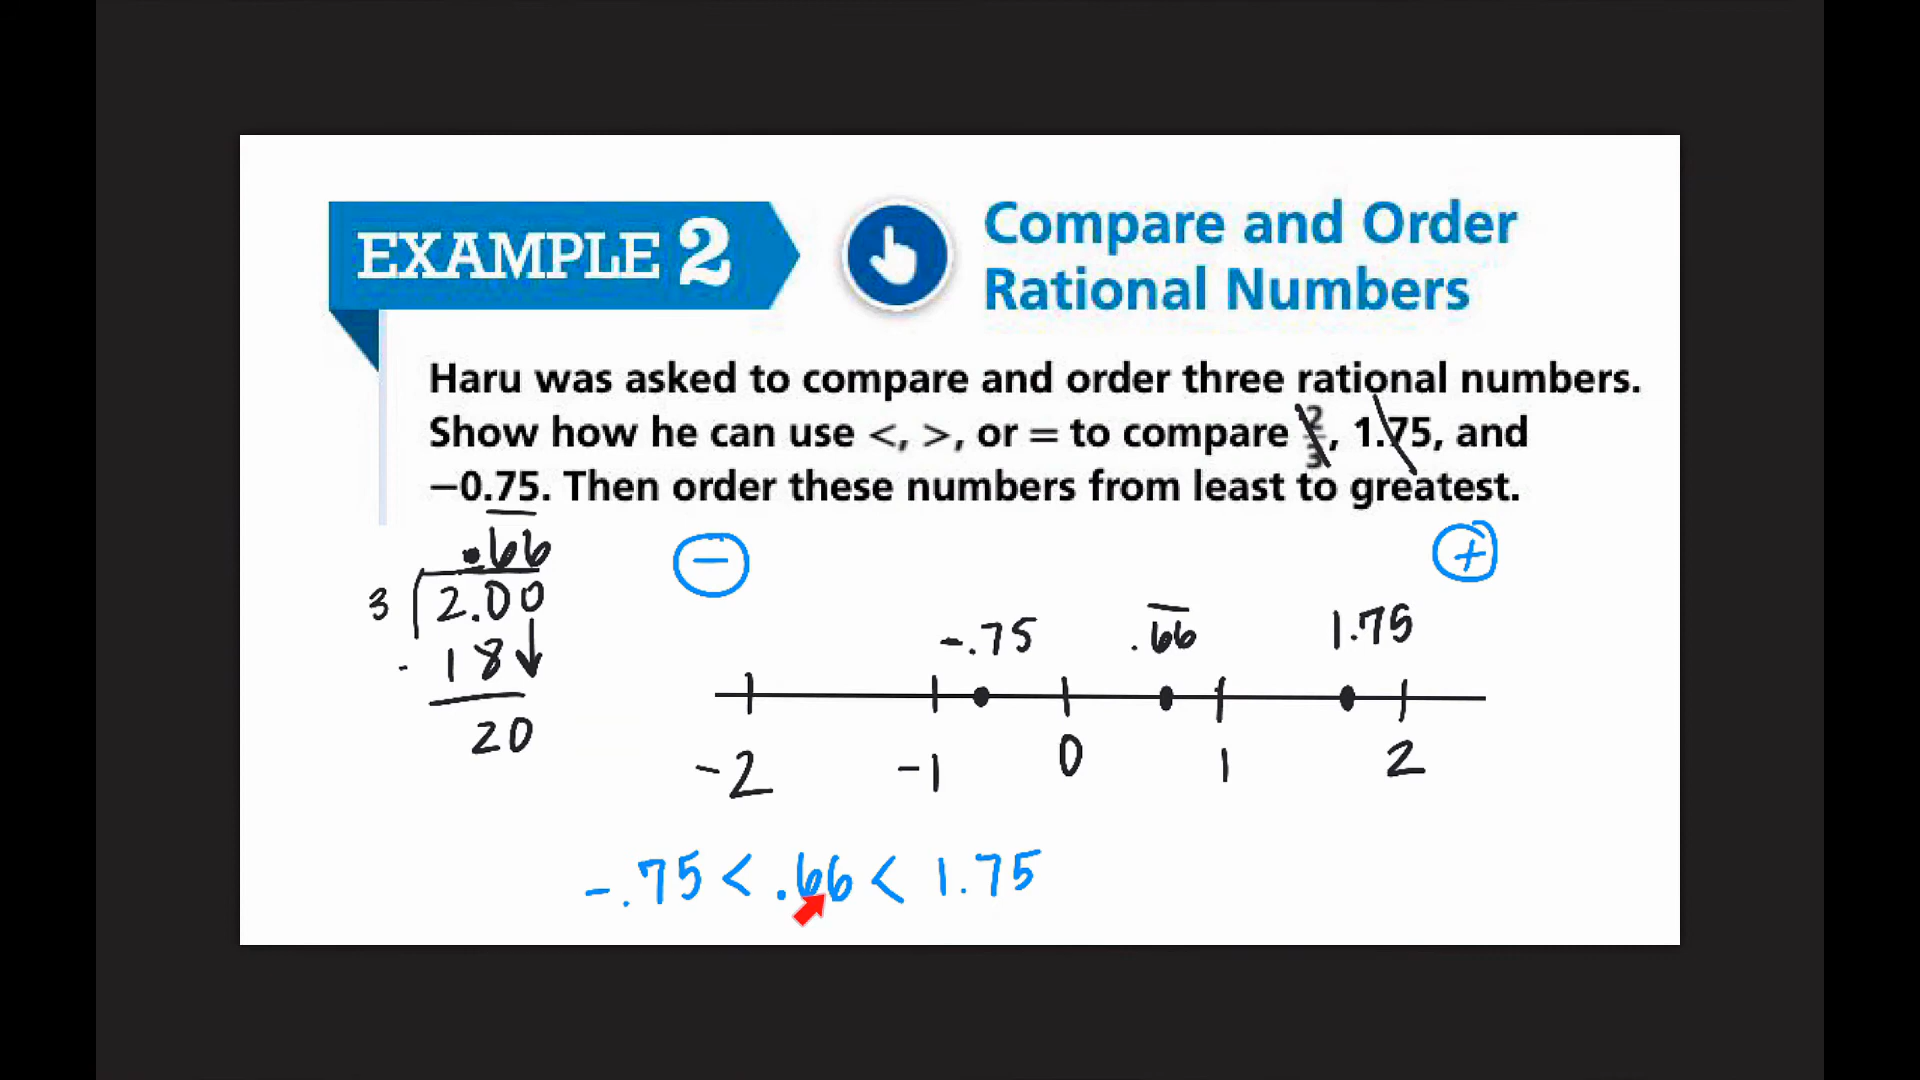 EXAMPLE 2
Compare and Order
Rational Numbers
Haru was asked to compare and order three rational numbers.
Show how he can use <, >, or = to compare 2/3, 1.75, and
−0.75. Then order these numbers from least to greatest.
.66
3 2.00
- 18
20
− +
-.75 .66 1.75
-2 -1 0 1 2
-.75 < .66 < 1.75